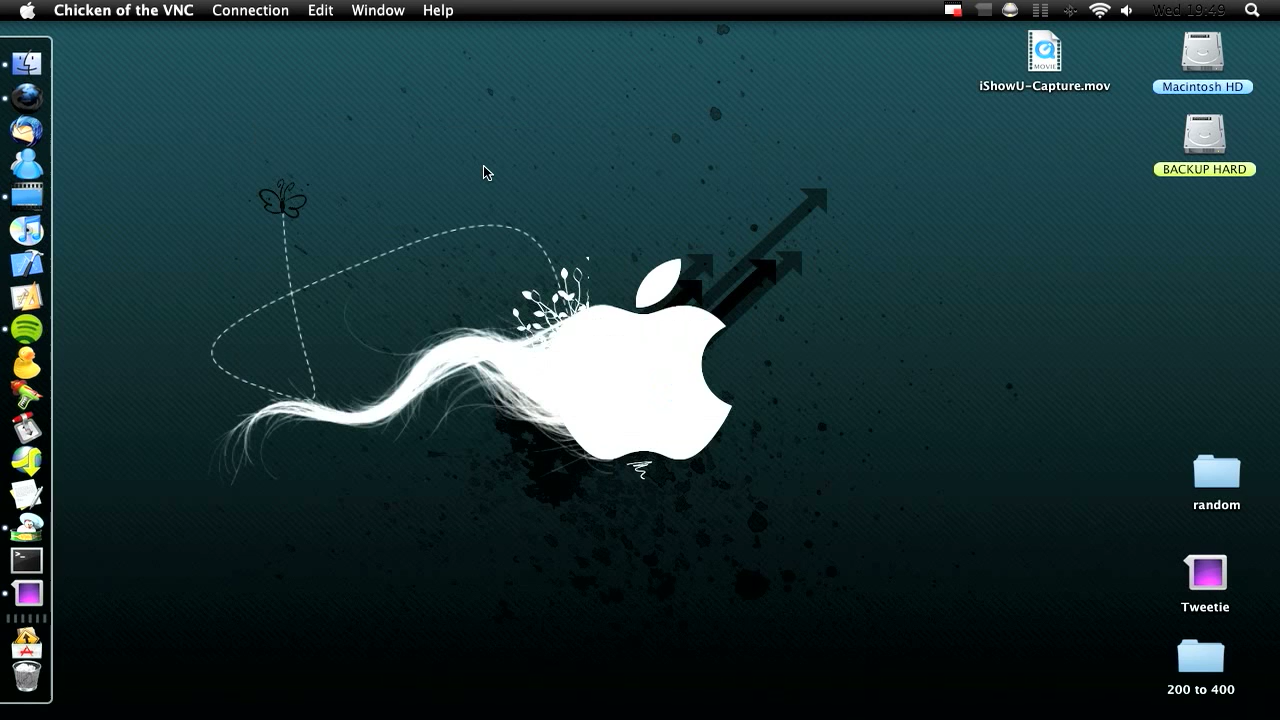 Chicken of the VNC Connection Edit Window Help Wed 19:49
MOVIE
iShowU-Capture.mov
Macintosh HD
BACKUP HARD
random
Tweetie
200 to 400